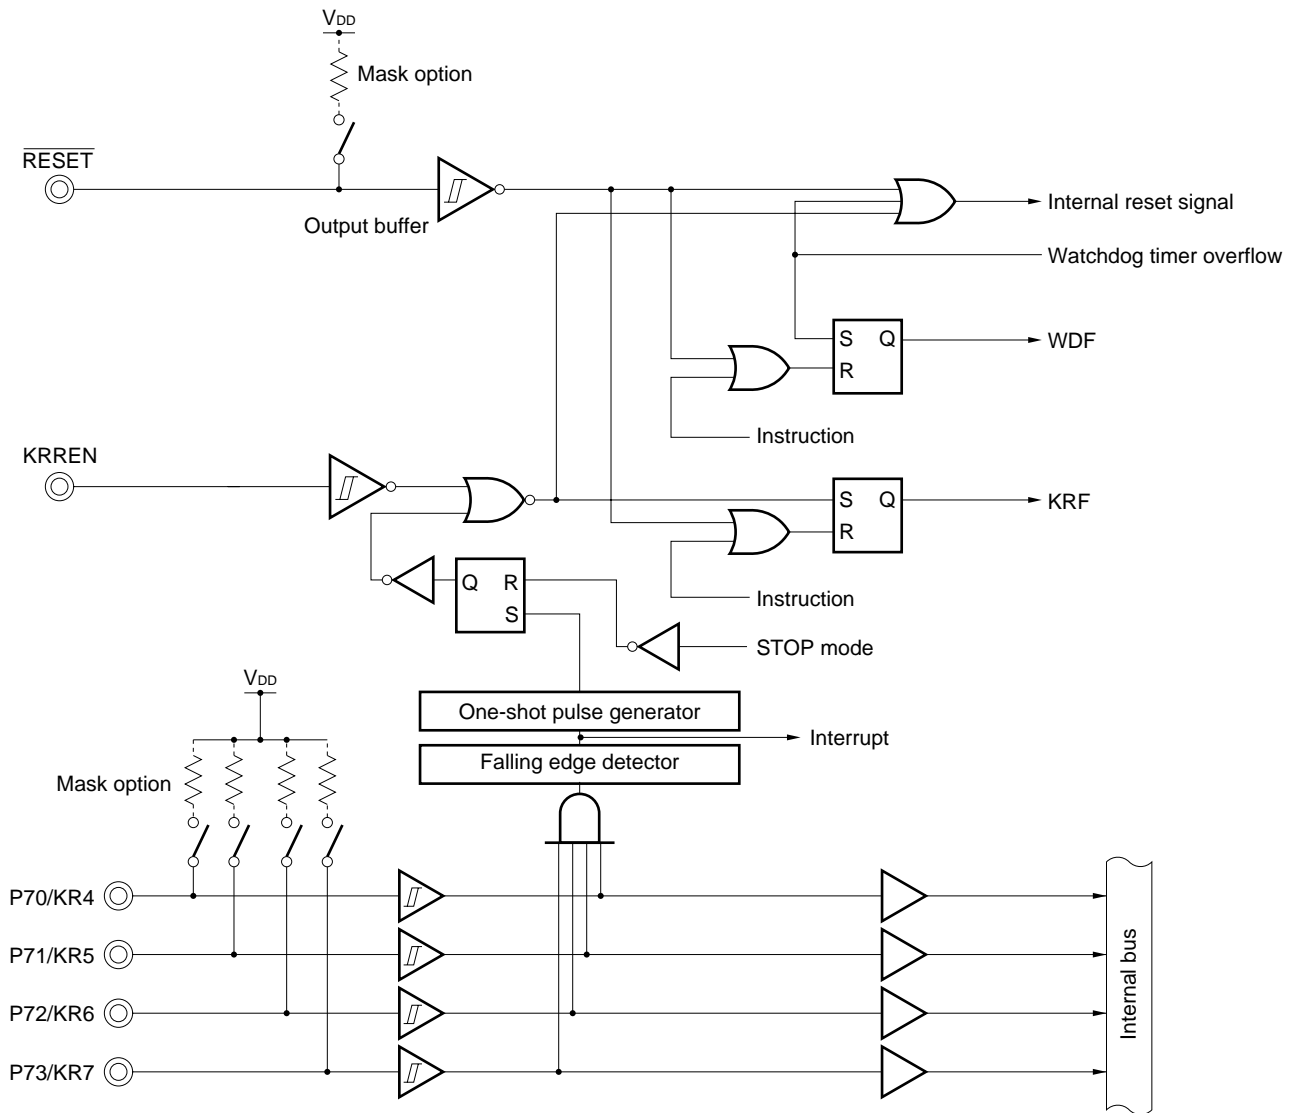 VDD
Mask option
RESET
Output buffer
Internal reset signal
Watchdog timer overflow
S Q
R
WDF
Instruction
KRREN
S Q
R
KRF
Q R
S
Instruction
STOP mode
VDD
One-shot pulse generator
Interrupt
Falling edge detector
Mask option
P70/KR4
P71/KR5
P72/KR6
P73/KR7
Internal bus